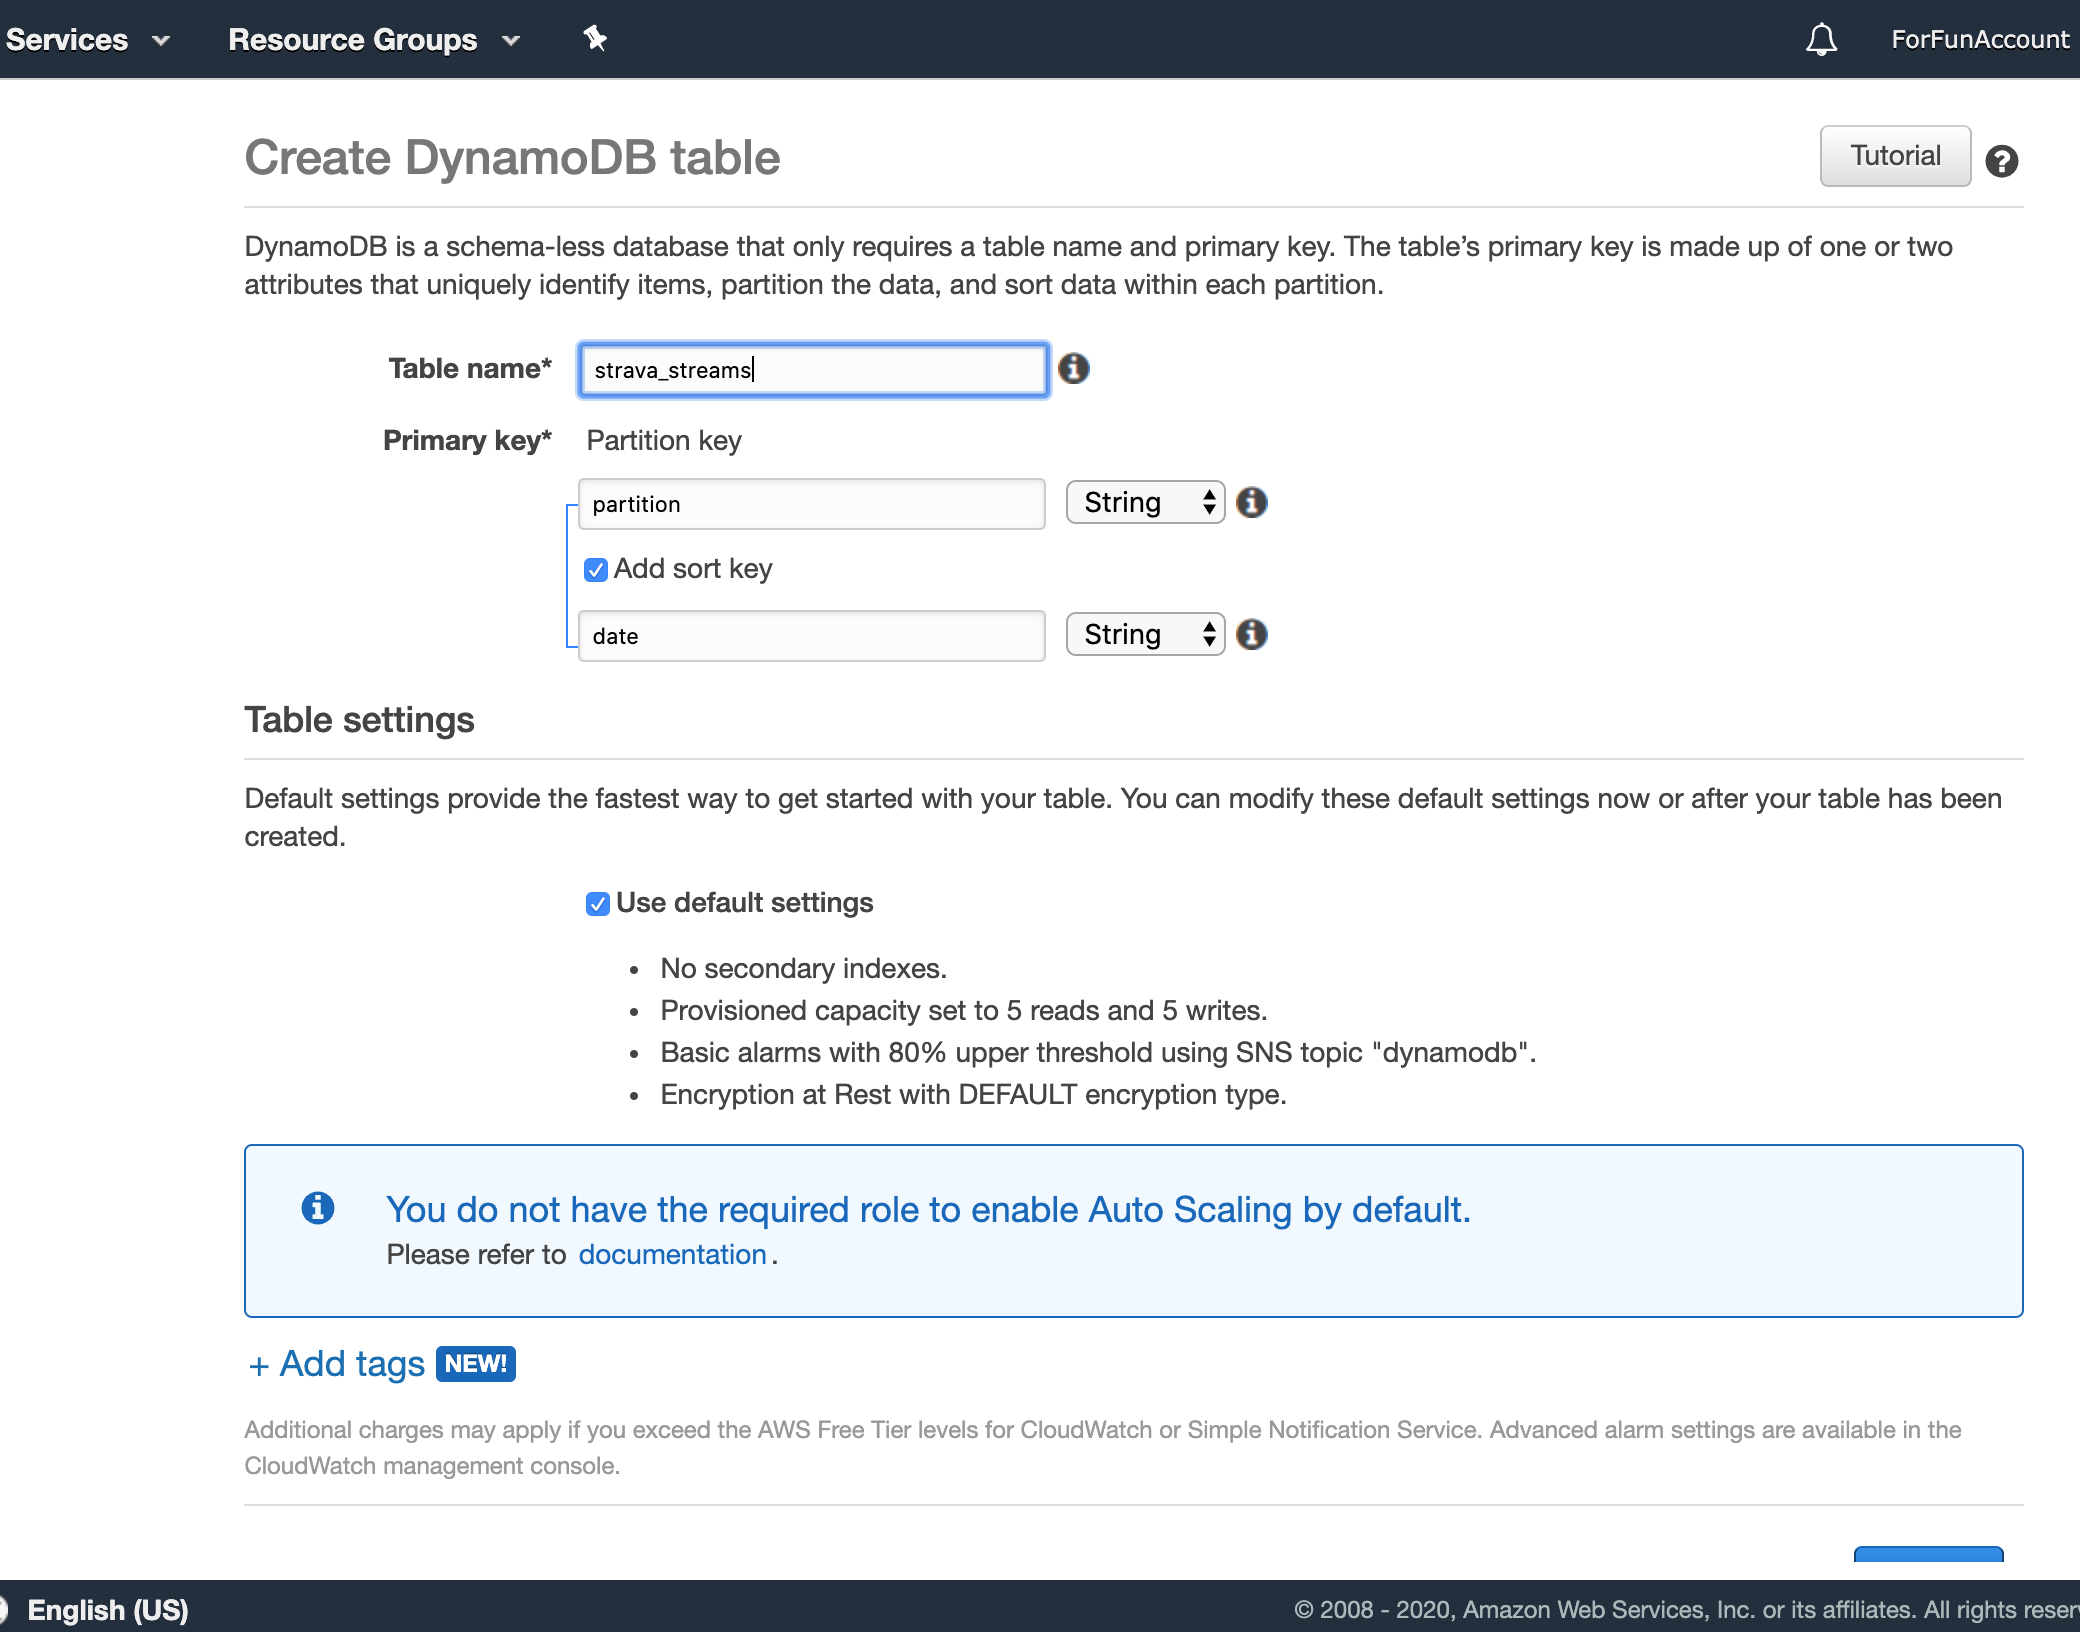 Services Resource Groups ForFunAccount
Create DynamoDB table Tutorial
DynamoDB is a schema-less database that only requires a table name and primary key. The table’s primary key is made up of one or two
attributes that uniquely identify items, partition the data, and sort data within each partition.
Table name* strava_streams
Primary key* Partition key
partition String
Add sort key
date String
Table settings
Default settings provide the fastest way to get started with your table. You can modify these default settings now or after your table has been
created.
Use default settings
• No secondary indexes.
• Provisioned capacity set to 5 reads and 5 writes.
• Basic alarms with 80% upper threshold using SNS topic "dynamodb".
• Encryption at Rest with DEFAULT encryption type.
You do not have the required role to enable Auto Scaling by default.
Please refer to documentation.
+ Add tags NEW!
Additional charges may apply if you exceed the AWS Free Tier levels for CloudWatch or Simple Notification Service. Advanced alarm settings are available in the
CloudWatch management console.
English (US) © 2008 - 2020, Amazon Web Services, Inc. or its affiliates. All rights reser